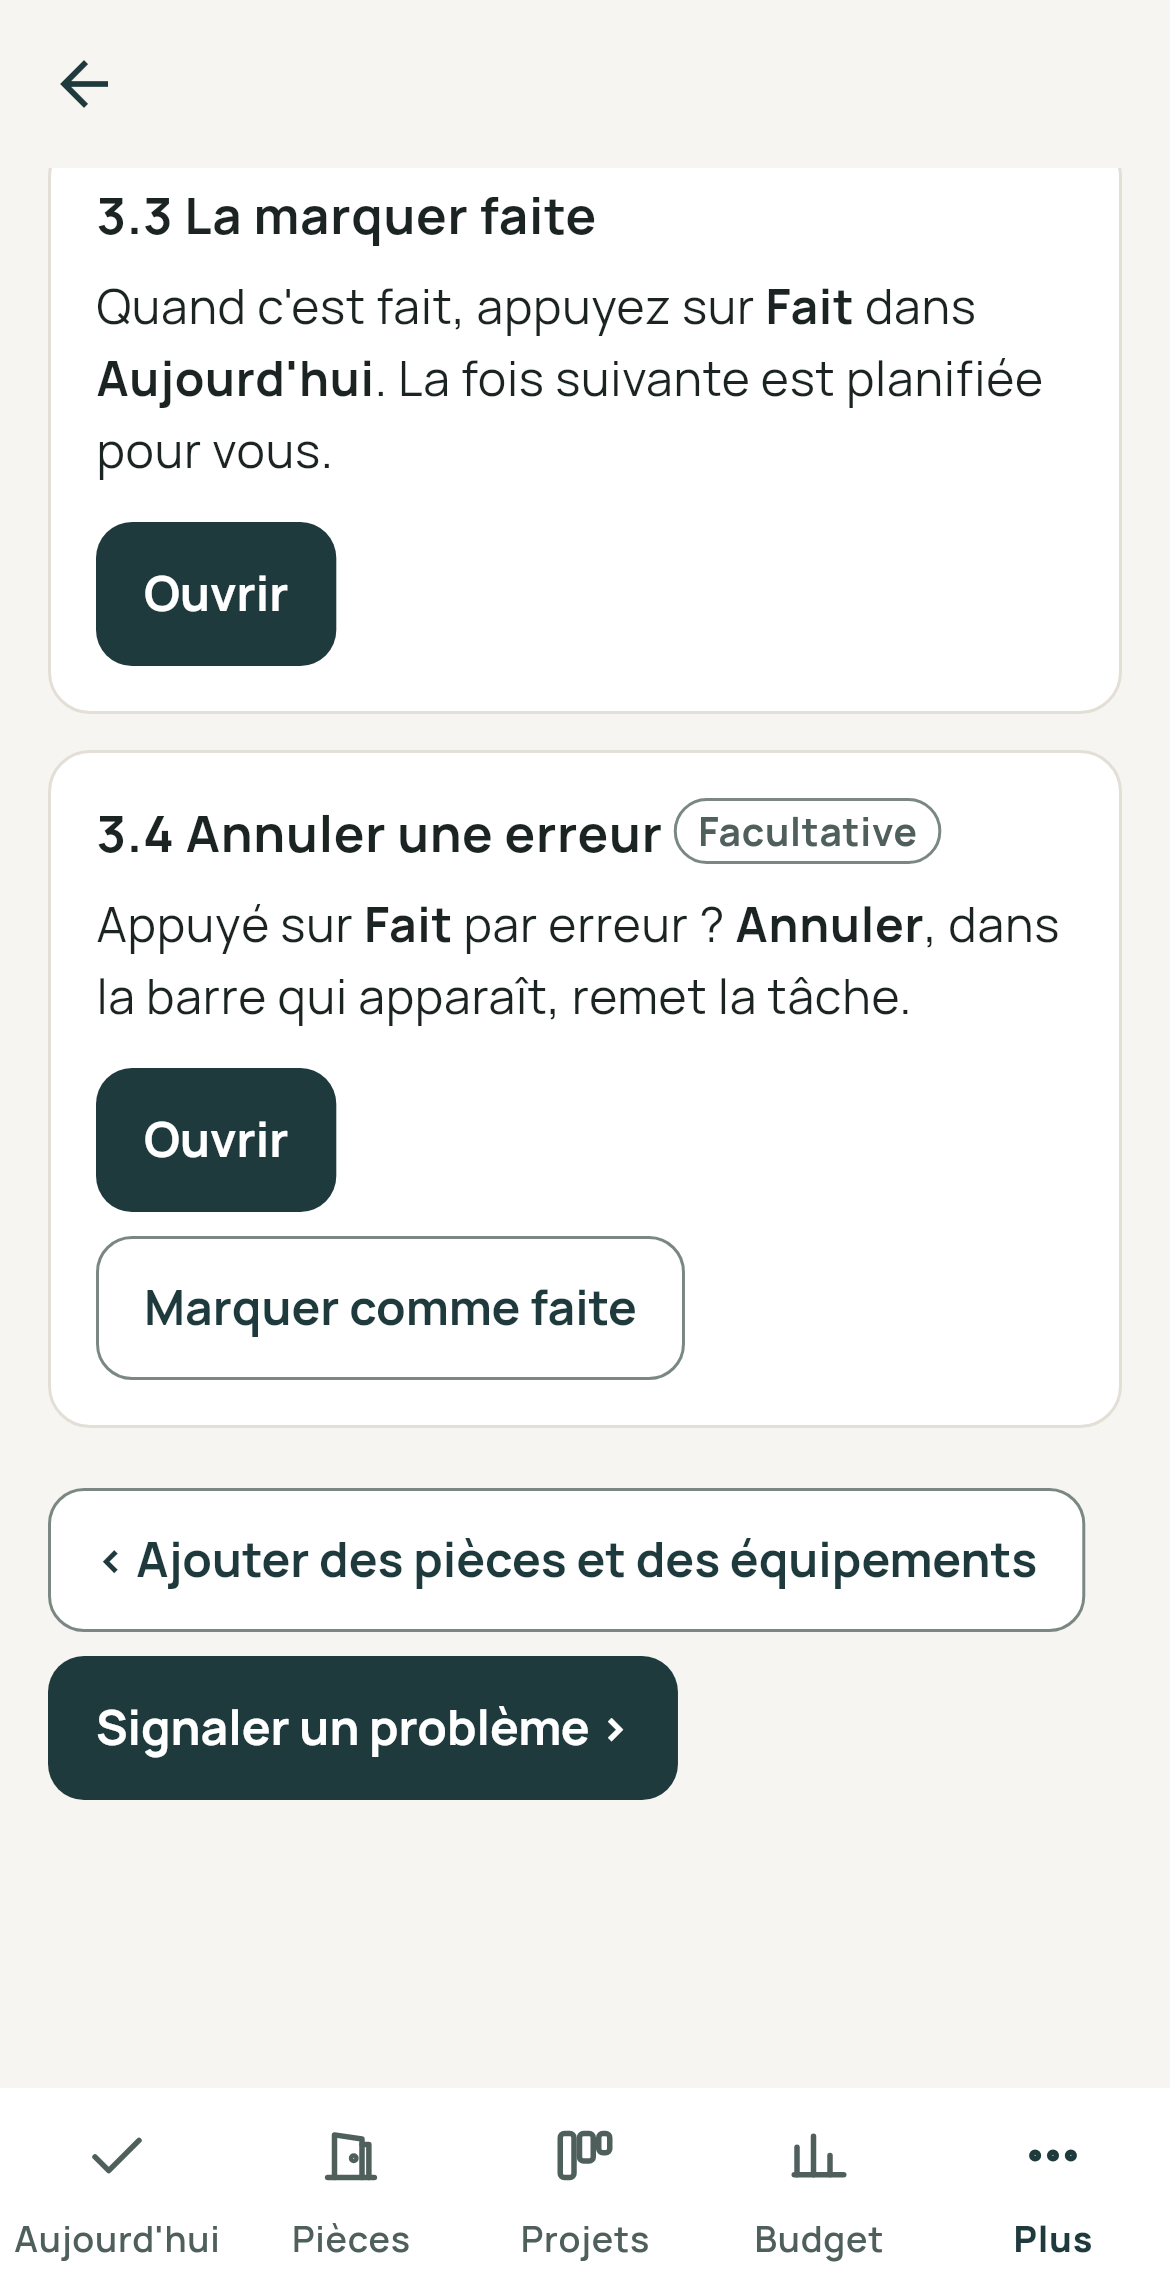 3.3 La marquer faite
Quand c'est fait, appuyez sur Fait dans
Aujourd'hui. La fois suivante est planifiée
pour vous.
Ouvrir
3.4 Annuler une erreur Facultative
Appuyé sur Fait par erreur ? Annuler, dans
la barre qui apparaît, remet la tâche.
Ouvrir
Marquer comme faite
‹ Ajouter des pièces et des équipements
Signaler un problème ›
Aujourd'hui Pièces Projets Budget Plus